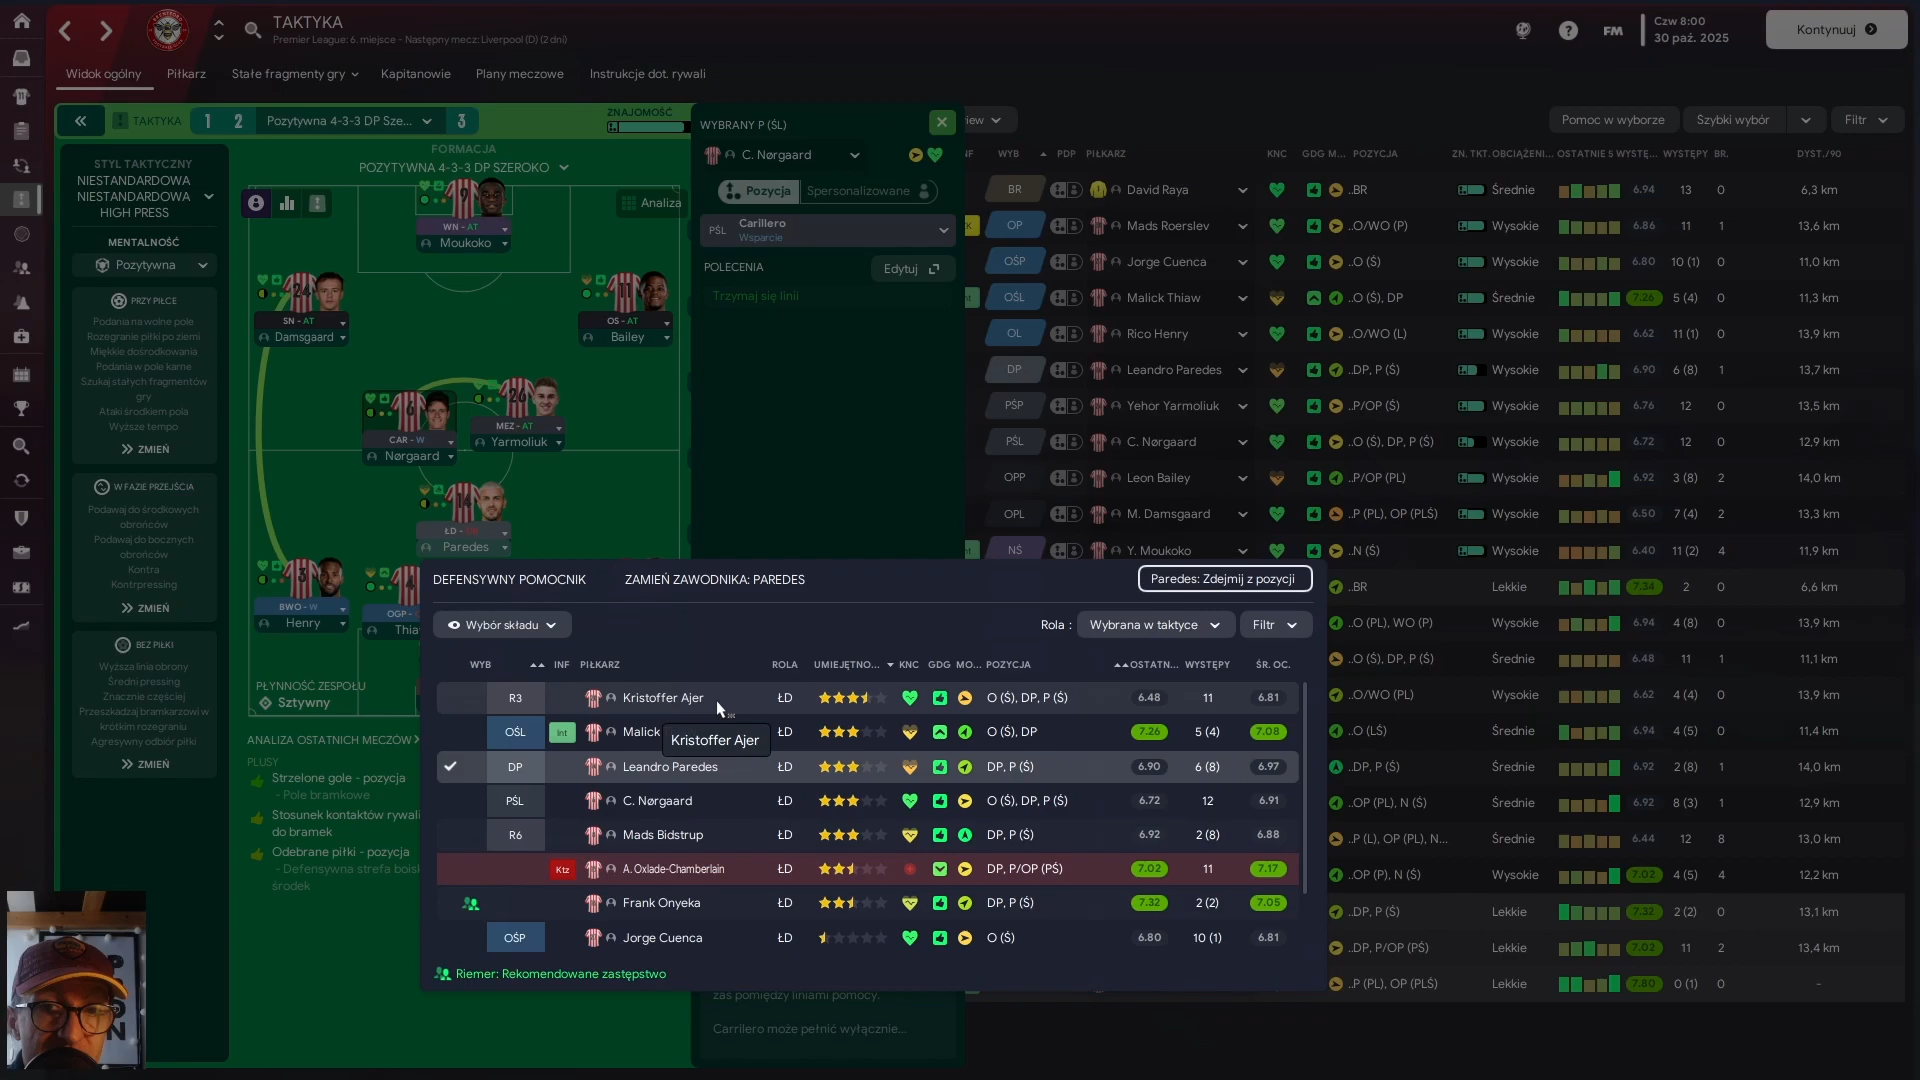 TAKTYKA
Premier League: 6. miejsce - Następny mecz: Liverpool (D) (2 dni)
FM
Czw 8:00
30 paź. 2025
Kontynuuj
Widok ogólny
Piłkarz
Stałe fragmenty gry
Kapitanowie
Plany meczowe
Instrukcje dot. rywali
TAKTYKA
1
2
Pozytywna 4-3-3 DP Sze...
3
ZNAJOMOŚĆ
STYL TAKTYCZNY
NIESTANDARDOWA
NIESTANDARDOWA
HIGH PRESS
MENTALNOŚĆ
Pozytywna
PRZY PIŁCE
Podania na wolne pole
Rozegranie piłki po ziemi
Miękkie dośrodkowania
Podania w pole karne
Szukaj stałych fragmentów
gry
Ataki środkiem pola
Wyższe tempo
ZMIEŃ
W FAZIE PRZEJŚCIA
Podawaj do środkowych
obrońców
Podawaj do bocznych
obrońców
Kontra
Kontrpressing
ZMIEŃ
BEZ PIŁKI
Wyższa linia obrony
Średni pressing
Znacznie częściej
Przeszkadzaj bramkarzowi w
krótkim rozegraniu
Agresywny odbiór piłki
ZMIEŃ
FORMACJA
POZYTYWNA 4-3-3 DP SZEROKO
Analiza
WN - AT
Moukoko
SN - AT
Damsgaard
OS - AT
Bailey
CAR - W
Nørgaard
MEZ - AT
Yarmoliuk
Paredes
BWO - W
Henry
OGP -
Thia
PŁYNNOŚĆ ZESPOŁU
Sztywny
ANALIZA OSTATNICH MECZÓW
PLUSY
Strzelone gole - pozycja
- Pole bramkowe
Stosunek kontaktów rywali
do bramek
Odebrane piłki - pozycja
- Defensywna strefa boisk
środek
WYBRANY P (ŚL)
C. Nørgaard
Pozycja
Spersonalizowane
PŚL
Carillero
Wsparcie
POLECENIA
Edytuj
Trzymaj się linii
zaś pomiędzy liniami pomocy.
Carrilero może pełnić wyłącznie...
iew
Pomoc w wyborze
Szybki wybór
Filtr
NF WYB PDP PIŁKARZ KNC GDG M... POZYCJA ZN. TKT. OBCIĄŻENI... OSTATNIE 5 WYSTĘ... WYSTĘPY BR. DYST./90
BR David Raya ..BR Średnie 6.94 13 0 6,3 km
OP Mads Roerslev ..O/WO (P) Wysokie 6.86 11 1 13,6 km
OŚP Jorge Cuenca ..O (Ś) Wysokie 6.80 10 (1) 0 11,0 km
OŚL Malick Thiaw ..O (Ś), DP Średnie 7.26 5 (4) 0 11,3 km
OL Rico Henry ..O/WO (L) Wysokie 6.62 11 (1) 0 13,9 km
DP Leandro Paredes ..DP, P (Ś) Wysokie 6.90 6 (8) 1 13,7 km
PŚP Yehor Yarmoliuk ..P/OP (Ś) Wysokie 6.76 12 0 13,5 km
PŚL C. Nørgaard ..O (Ś), DP, P (Ś) Wysokie 6.72 12 0 12,9 km
OPP Leon Bailey ..P/OP (PL) Wysokie 6.92 3 (8) 2 14,0 km
OPL M. Damsgaard ..P (PL), OP (PLŚ) Wysokie 6.50 7 (4) 2 13,3 km
NŚ Y. Moukoko ..N (Ś) Wysokie 6.40 11 (2) 4 11,9 km
..BR Lekkie 7.34 2 0 6,6 km
..O (PL), WO (P) Średnie 6.94 4 (8) 0 13,9 km
..O (Ś), DP, P (Ś) Średnie 6.48 11 1 11,1 km
..O/WO (PL) Średnie 6.62 4 (4) 0 13,9 km
..O (LŚ) Średnie 6.94 4 (5) 0 11,4 km
..DP, P (Ś) Średnie 6.92 2 (8) 1 14,0 km
..OP (PL), N (Ś) Średnie 6.92 8 (3) 1 12,9 km
..P (L), OP (PL), N... Średnie 6.44 12 8 13,0 km
..OP (P), N (Ś) Wysokie 7.02 4 (5) 4 12,2 km
..DP, P (Ś) Lekkie 7.32 2 (2) 0 13,1 km
..DP, P/OP (PŚ) Lekkie 7.02 11 2 13,4 km
..P (PL), OP (PLŚ) Lekkie 7.80 0 (1) 0 -
DEFENSYWNY POMOCNIK
ZAMIEŃ ZAWODNIKA: PAREDES
Paredes: Zdejmij z pozycji
Wybór składu
Rola :
Wybrana w taktyce
Filtr
WYB INF PIŁKARZ ROLA UMIEJĘTNO... KNC GDG MO... POZYCJA OSTATN... WYSTĘPY ŚR. OC.
R3 Kristoffer Ajer ŁD O (Ś), DP, P (Ś) 6.48 11 6.81
OŚL Int Malick ŁD O (Ś), DP 7.26 5 (4) 7.08
Kristoffer Ajer
DP Leandro Paredes ŁD DP, P (Ś) 6.90 6 (8) 6.97
PŚL C. Nørgaard ŁD O (Ś), DP, P (Ś) 6.72 12 6.91
R6 Mads Bidstrup ŁD DP, P (Ś) 6.92 2 (8) 6.88
Ktz A. Oxlade-Chamberlain ŁD DP, P/OP (PŚ) 7.02 11 7.17
Frank Onyeka ŁD DP, P (Ś) 7.32 2 (2) 7.05
OŚP Jorge Cuenca ŁD O (Ś) 6.80 10 (1) 6.81
Riemer: Rekomendowane zastępstwo